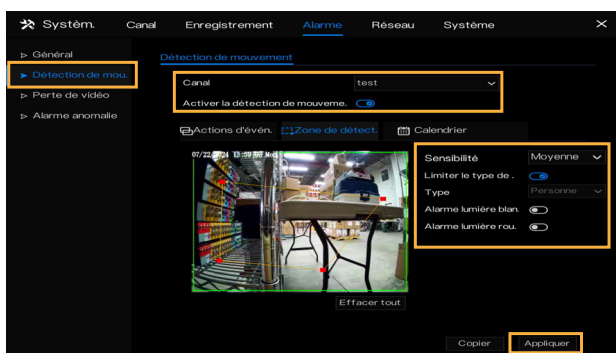 Systèm. Canal Enregistrement Alarme Réseau Système ×
Général
Détection de mou.
Perte de vidéo
Alarme anomalie
Détection de mouvement
Canal test
Activer la détection de mouveme.
Actions d'évén. Zone de détect. Calendrier
07/22/2024 13:59 Mon
Sensibilité Moyenne
Limiter le type de .
Type Personne
Alarme lumière blan.
Alarme lumière rou.
Effacer tout
Copier Appliquer